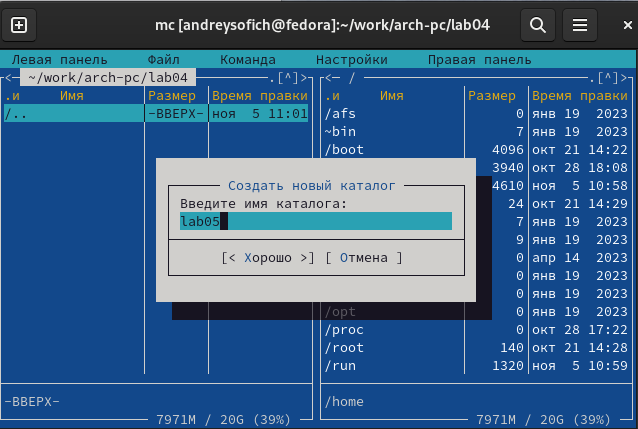 mc [andreysofich@fedora]:~/work/arch-pc/lab04
Левая панель Файл Команда Настройки Правая панель
<— ~/work/arch-pc/lab04 .[^]>
.и Имя Размер Время правки
/.. -ВВЕРХ- ноя 5 11:01
-ВВЕРХ-
7971M / 20G (39%)
<— / .[^]>
.и Имя Размер Время правки
/afs 0 янв 19 2023
~bin 7 янв 19 2023
/boot 4096 окт 21 14:22
3940 окт 28 18:08
4610 ноя 5 10:58
24 окт 21 14:29
7 янв 19 2023
9 янв 19 2023
0 апр 14 2023
0 янв 19 2023
0 янв 19 2023
/opt 0 янв 19 2023
/proc 0 окт 28 17:22
/root 140 окт 21 14:28
/run 1320 ноя 5 10:59
/home
7971M / 20G (39%)
Создать новый каталог
Введите имя каталога:
lab05
[< Хорошо >] [ Отмена ]